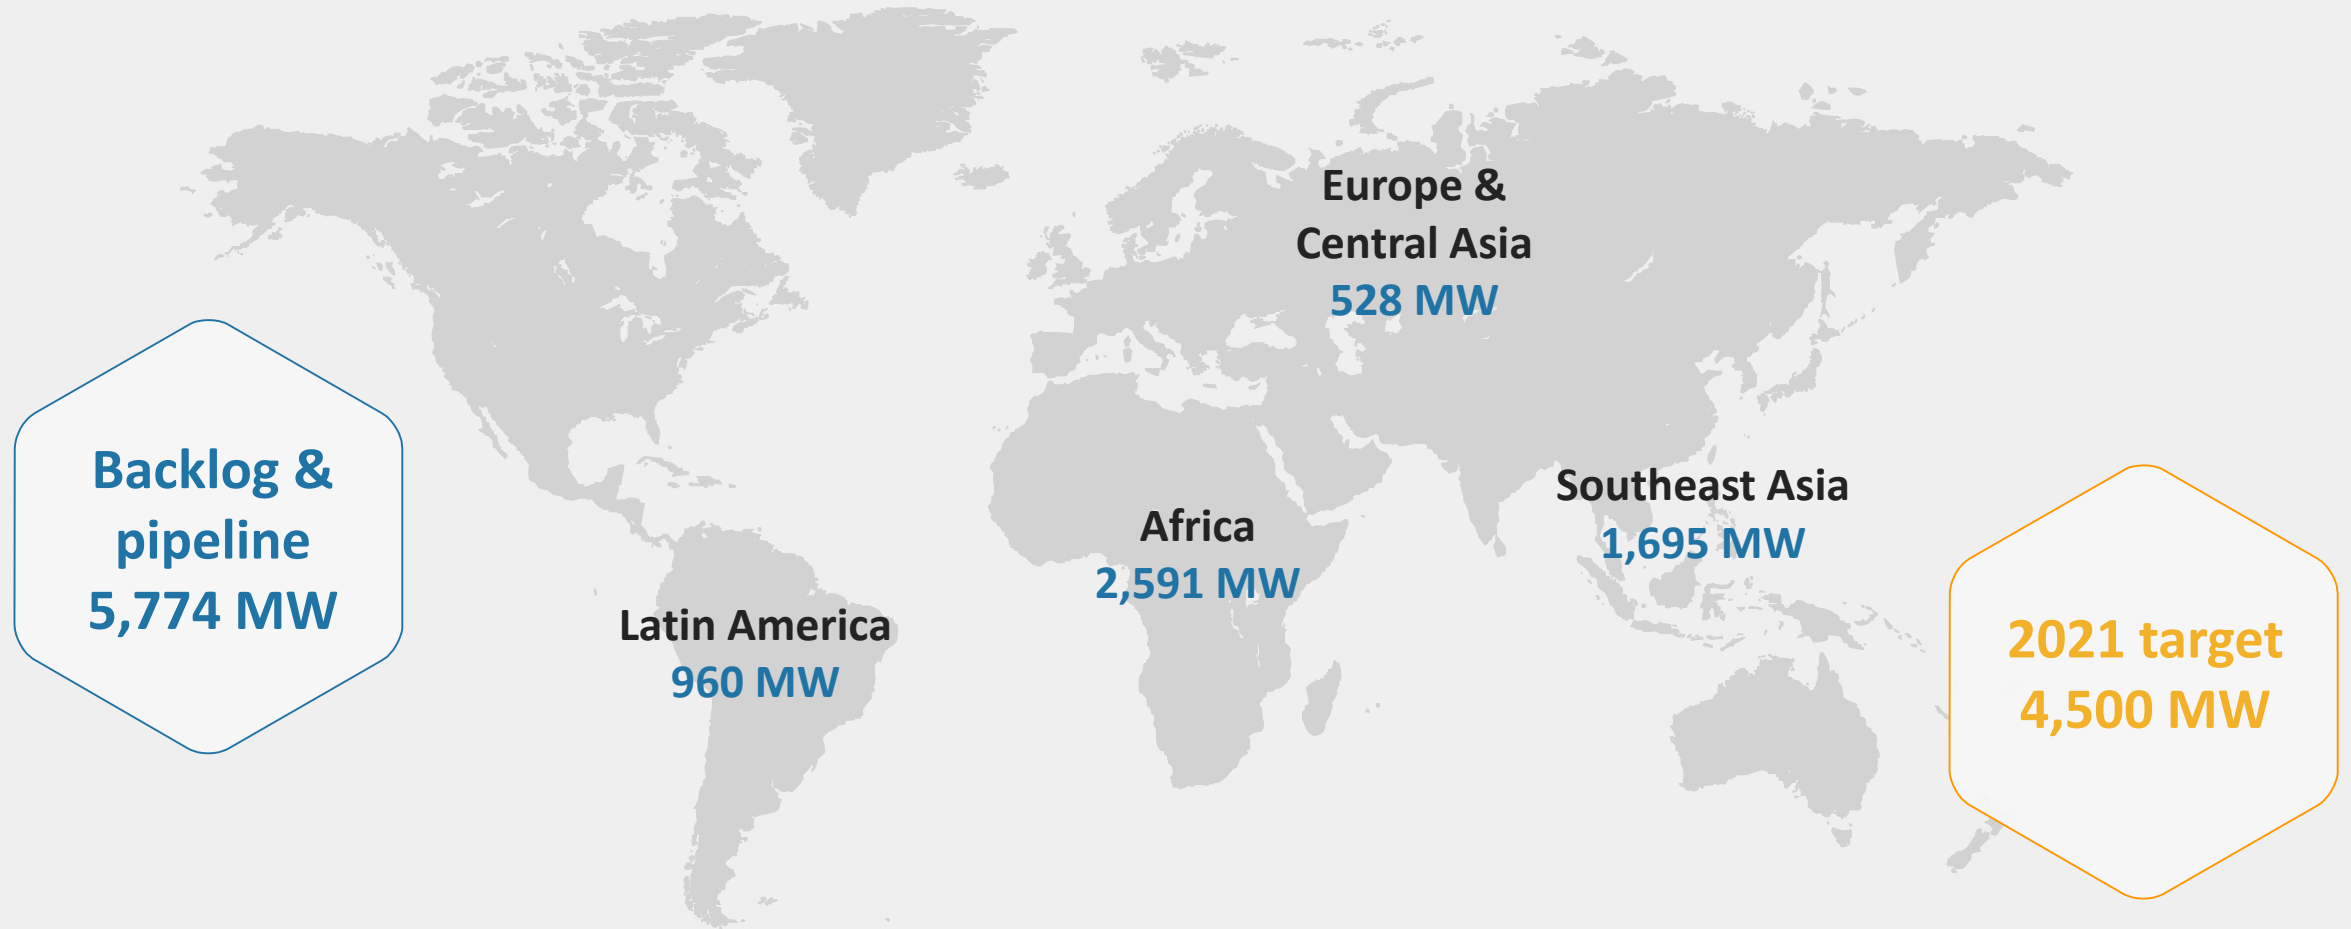 Europe &
Central Asia
528 MW
Backlog &
pipeline
5,774 MW
Southeast Asia
1,695 MW
Africa
2,591 MW
Latin America
960 MW
2021 target
4,500 MW